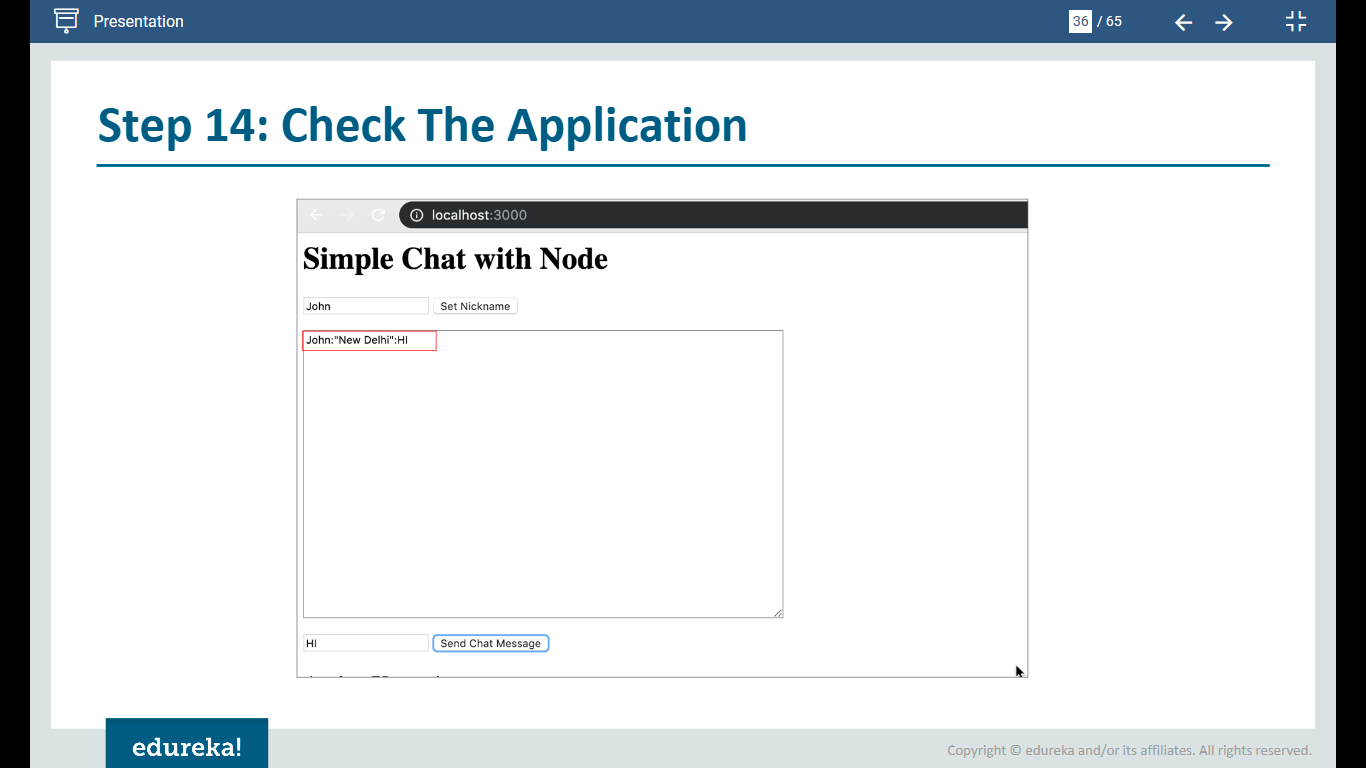 Presentation
36 / 65
Step 14: Check The Application
localhost:3000
Simple Chat with Node
John
Set Nickname
John:"New Delhi":HI
HI
Send Chat Message
edureka!
Copyright © edureka and/or its affiliates. All rights reserved.